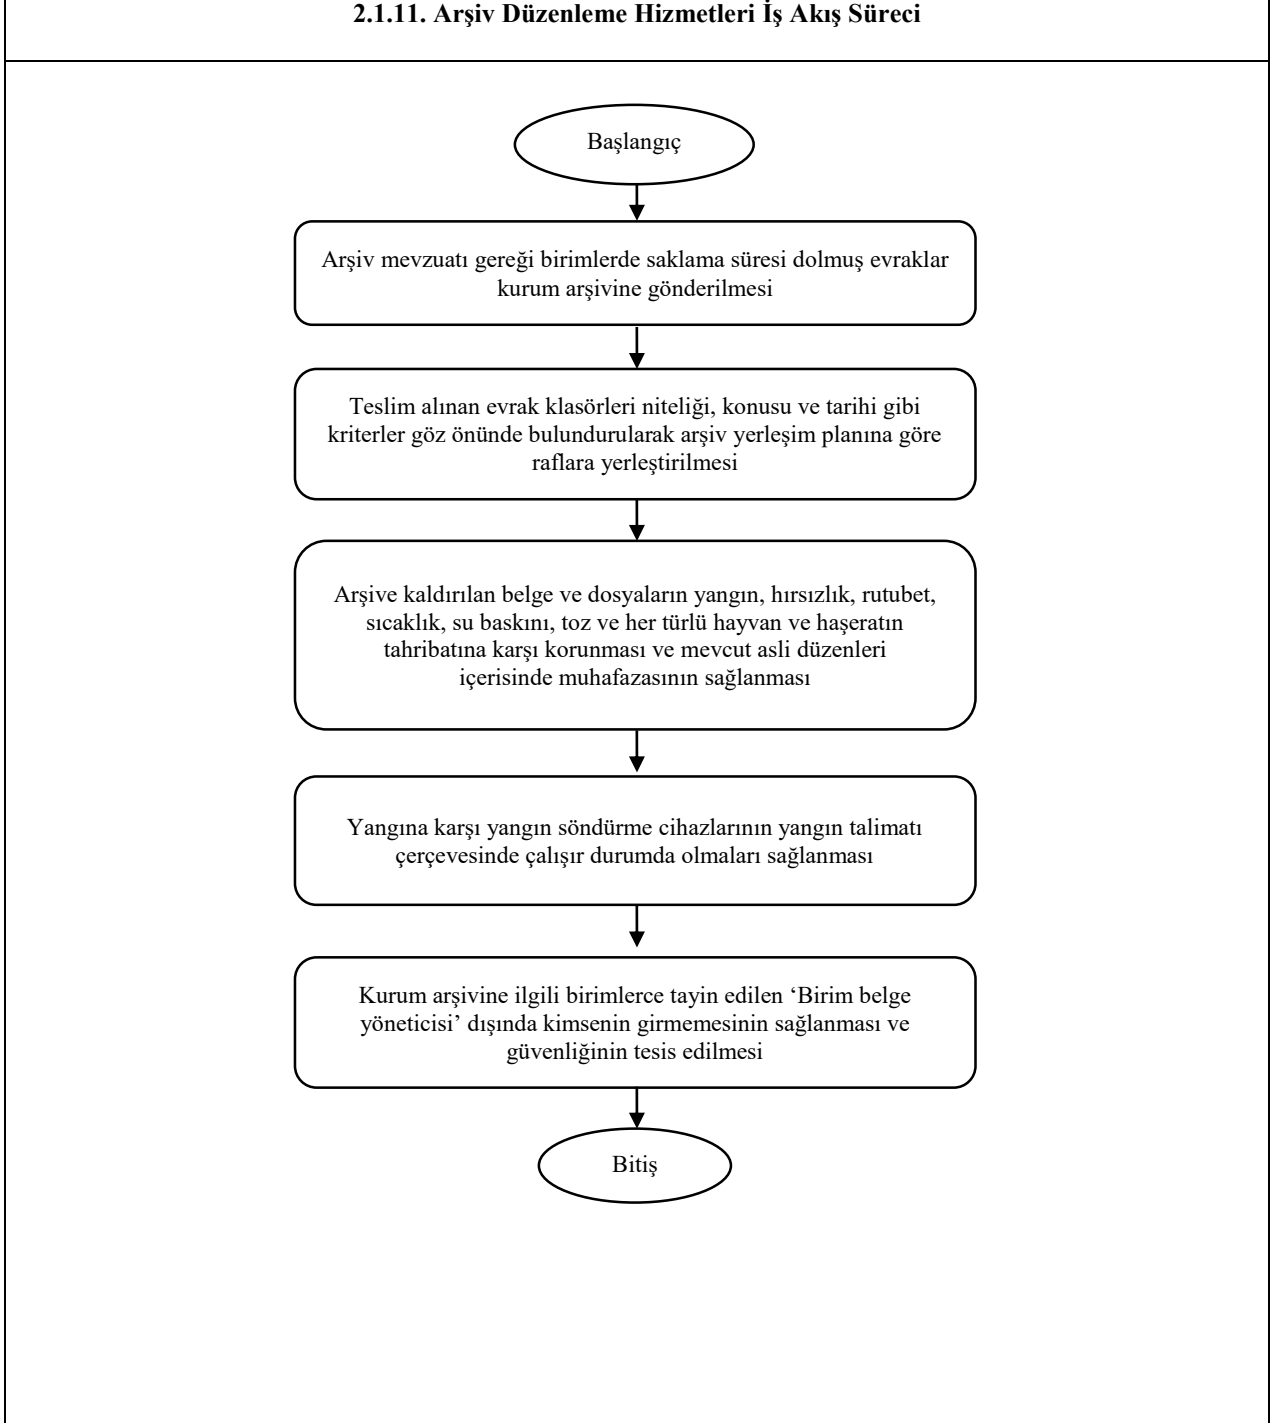 2.1.11. Arşiv Düzenleme Hizmetleri İş Akış Süreci
Başlangıç
Arşiv mevzuatı gereği birimlerde saklama süresi dolmuş evraklar
kurum arşivine gönderilmesi
Teslim alınan evrak klasörleri niteliği, konusu ve tarihi gibi
kriterler göz önünde bulundurularak arşiv yerleşim planına göre
raflara yerleştirilmesi
Arşive kaldırılan belge ve dosyaların yangın, hırsızlık, rutubet,
sıcaklık, su baskını, toz ve her türlü hayvan ve haşeratın
tahribatına karşı korunması ve mevcut asli düzenleri
içerisinde muhafazasının sağlanması
Yangına karşı yangın söndürme cihazlarının yangın talimatı
çerçevesinde çalışır durumda olmaları sağlanması
Kurum arşivine ilgili birimlerce tayin edilen ‘Birim belge
yöneticisi’ dışında kimsenin girmemesinin sağlanması ve
güvenliğinin tesis edilmesi
Bitiş